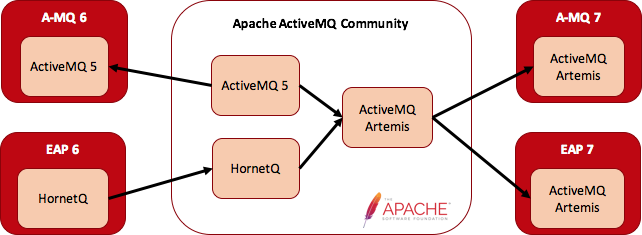 A-MQ 6
ActiveMQ 5
EAP 6
HornetQ
Apache ActiveMQ Community
ActiveMQ 5
HornetQ
ActiveMQ
Artemis
THE
APACHE®
SOFTWARE FOUNDATION
A-MQ 7
ActiveMQ
Artemis
EAP 7
ActiveMQ
Artemis